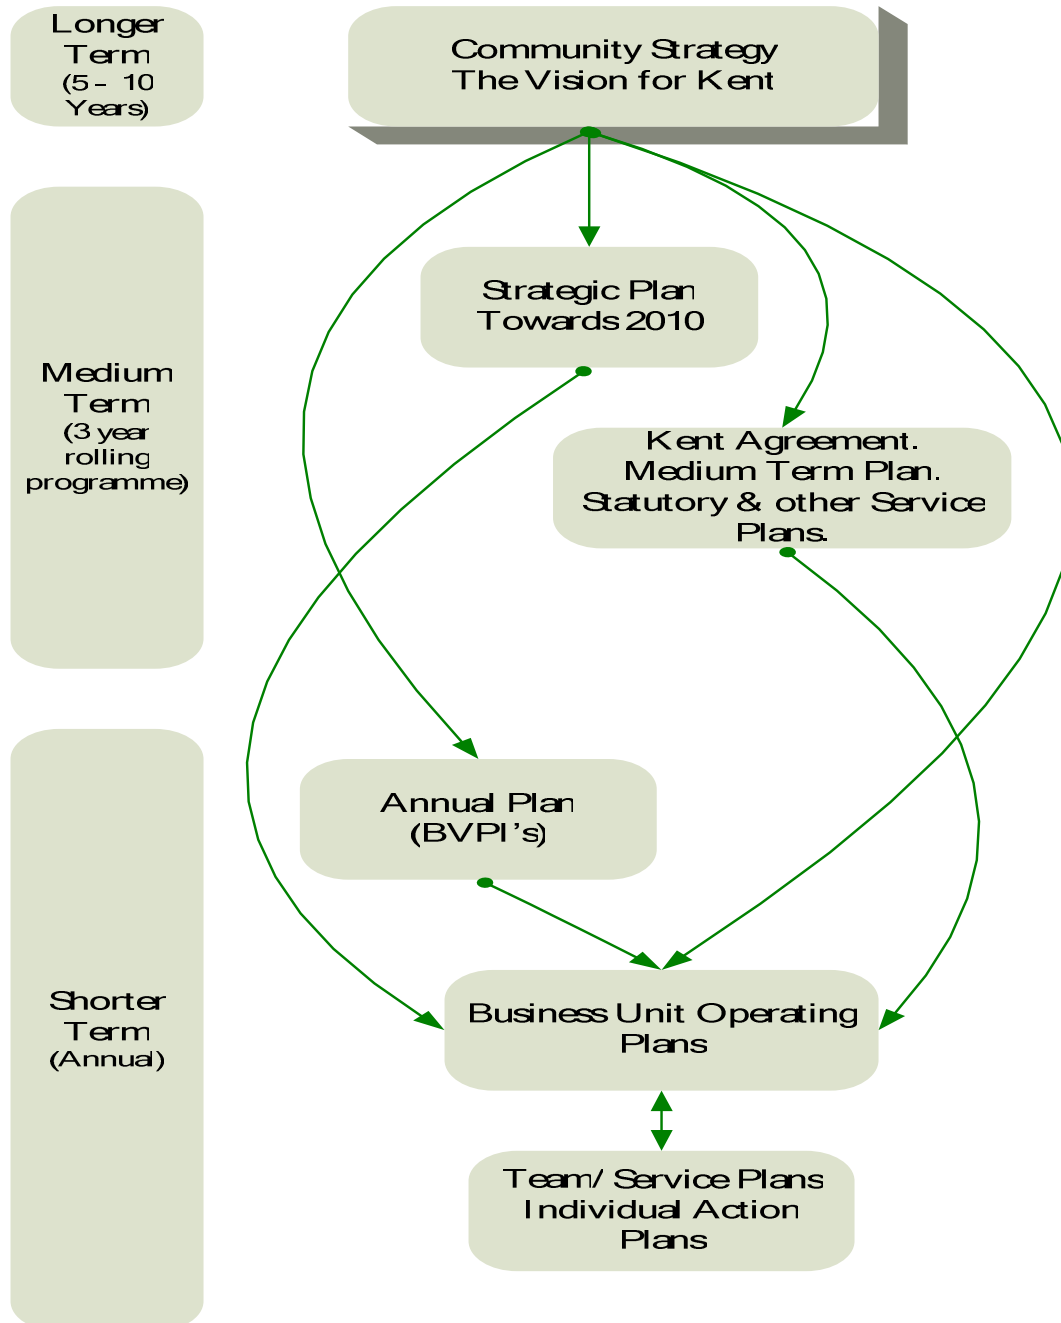 Longer
Term
(5 – 10
Years)
Community Strategy
The Vision for Kent
Medium
Term
(3 year
rolling
programme)
Strategic Plan
Towards 2010
Kent Agreement.
Medium Term Plan.
Statutory & other Service
Plans.
Shorter
Term
(Annual)
Annual Plan
(BVPI's)
Business Unit Operating
Plans
Team/ Service Plans
Individual Action
Plans